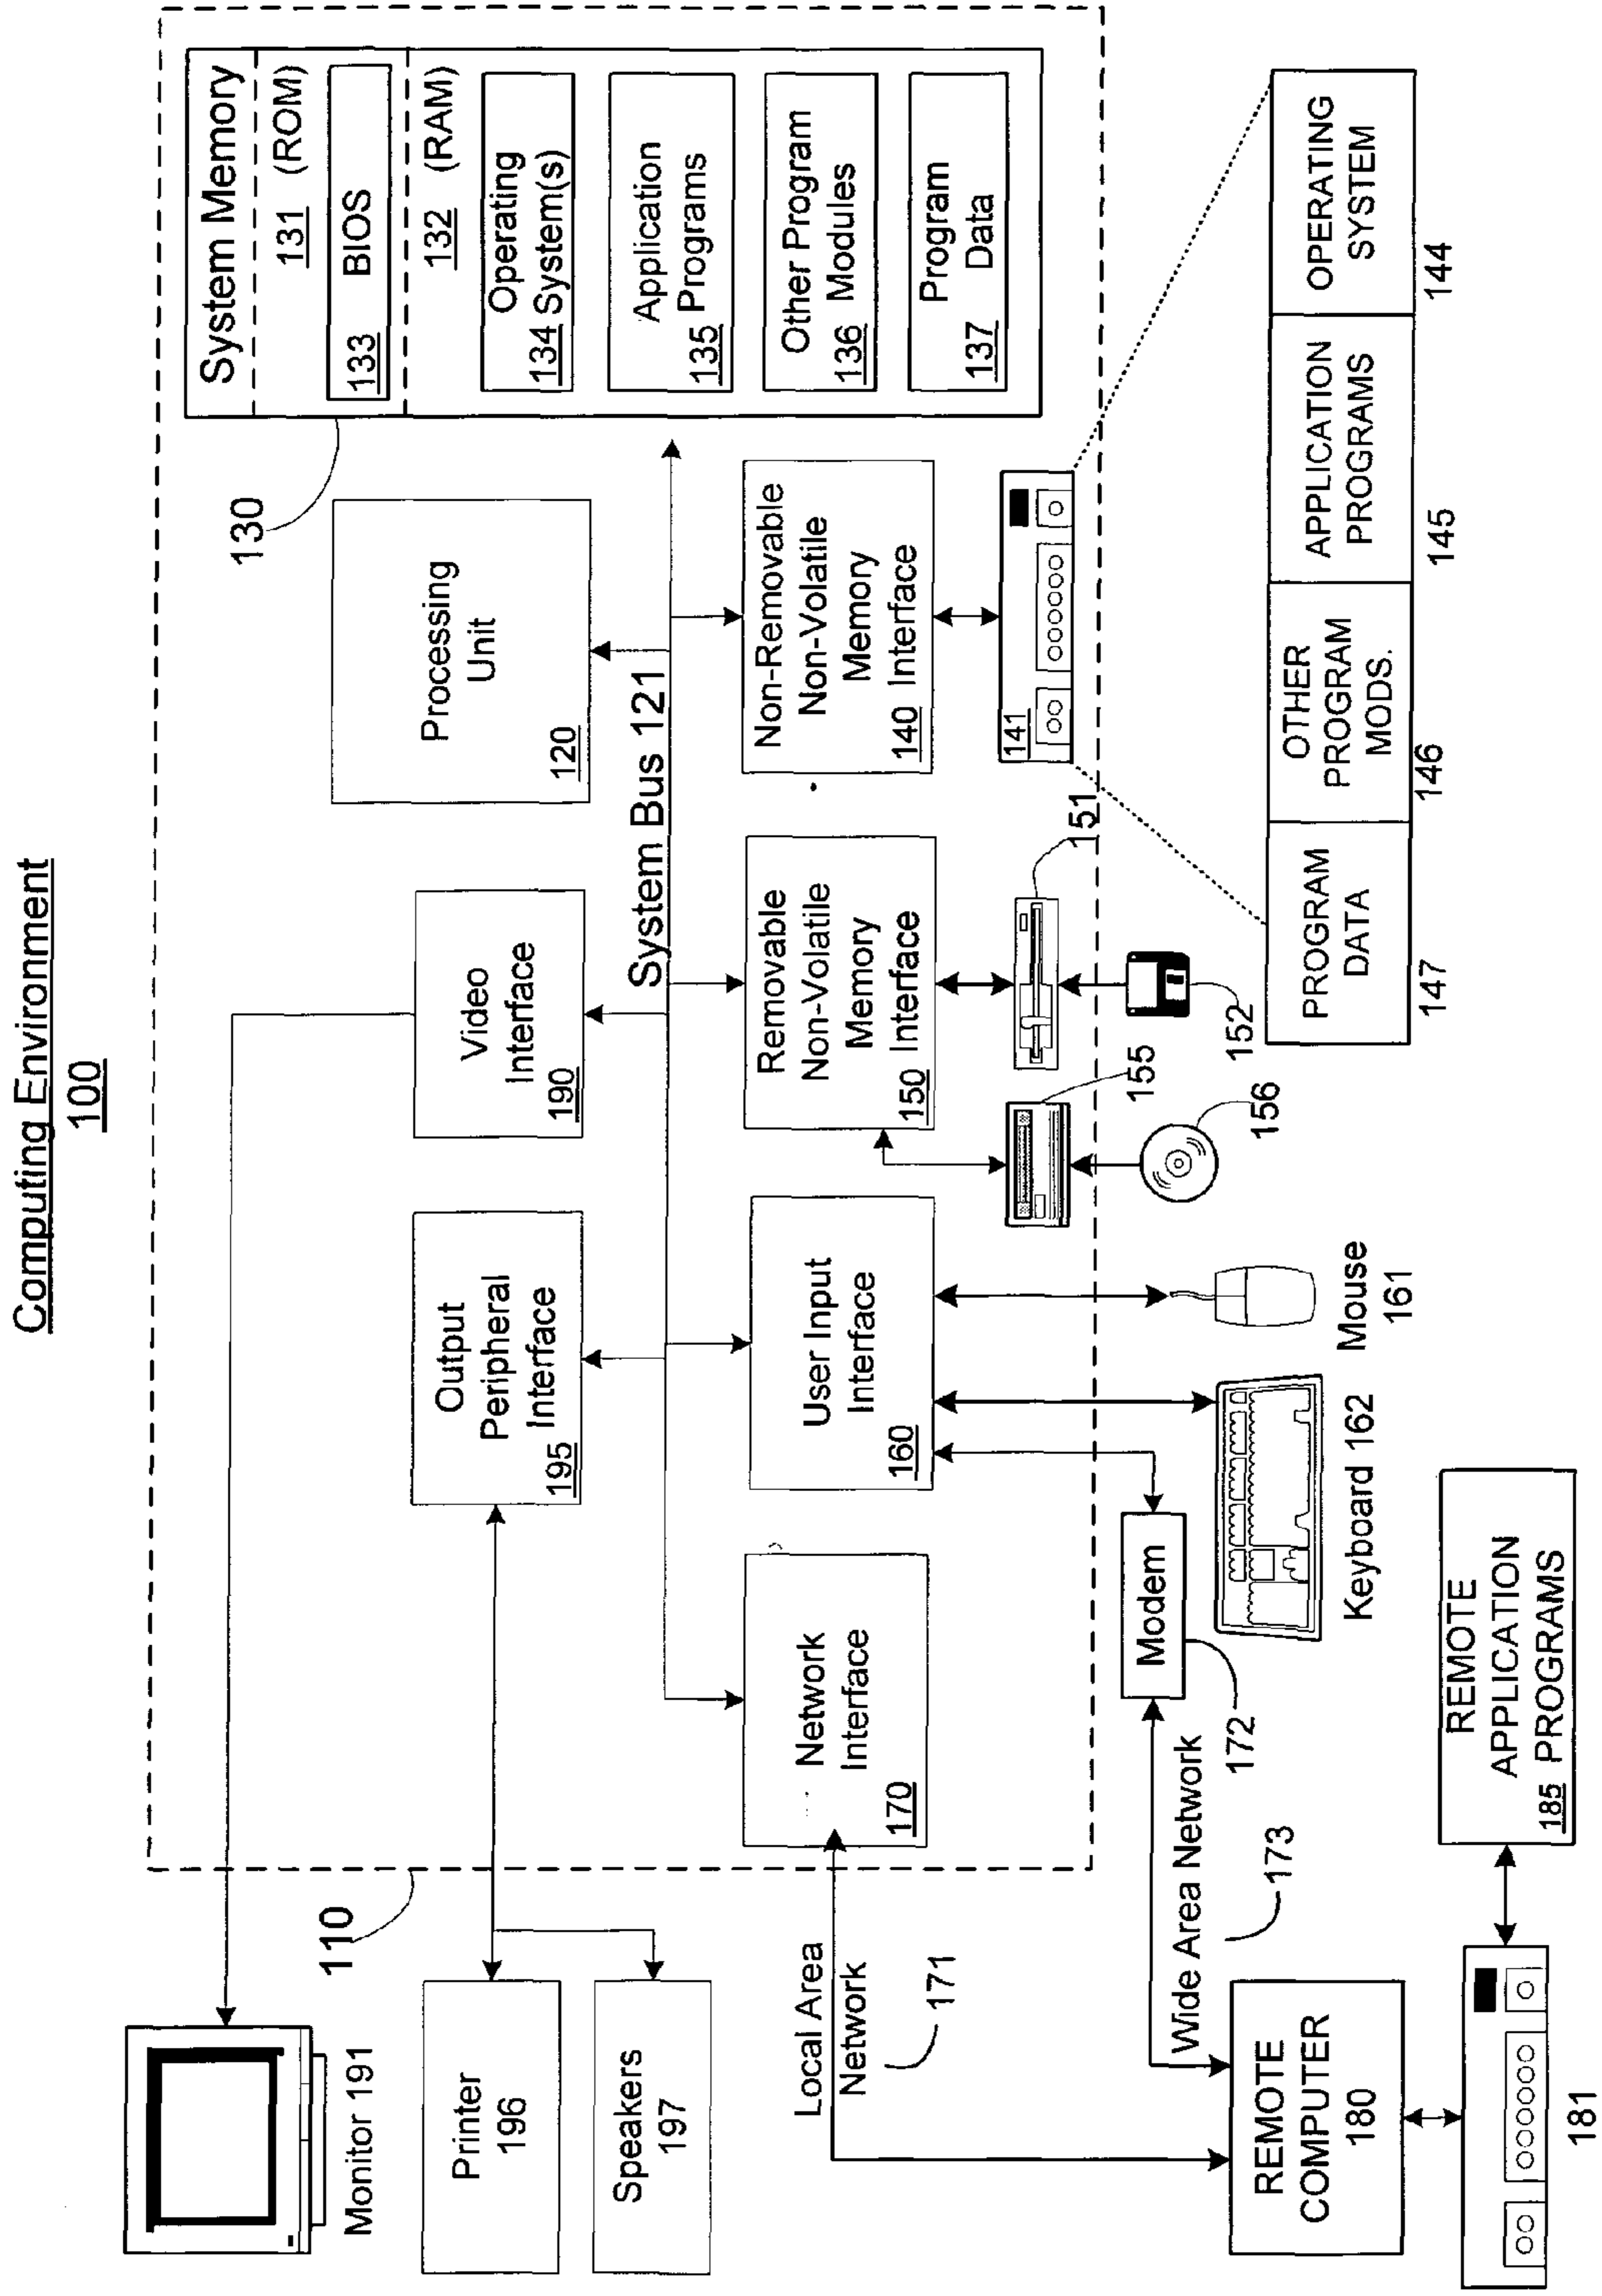 Computing Environment
100
System Memory
131 (ROM)
133 BIOS
132 (RAM)
Operating
134 System(s)
Application
135 Programs
Other Program
136 Modules
Program
137 Data
130
110
Processing
Unit
120
Video
Interface
190
Output
Peripheral
Interface
195
System Bus 121
Non-Removable
Non-Volatile
Memory
140 Interface
Removable
Non-Volatile
Memory
150 Interface
User Input
Interface
160
Network
Interface
170
141
151
152
155
156
Monitor 191
Printer
196
Speakers
197
Local Area
Network
171
Wide Area Network
173
Modem
172
Mouse
161
Keyboard 162
REMOTE
COMPUTER
180
181
REMOTE
APPLICATION
185 PROGRAMS
OPERATING
SYSTEM
144
APPLICATION
PROGRAMS
145
OTHER
PROGRAM
MODS.
146
PROGRAM
DATA
147